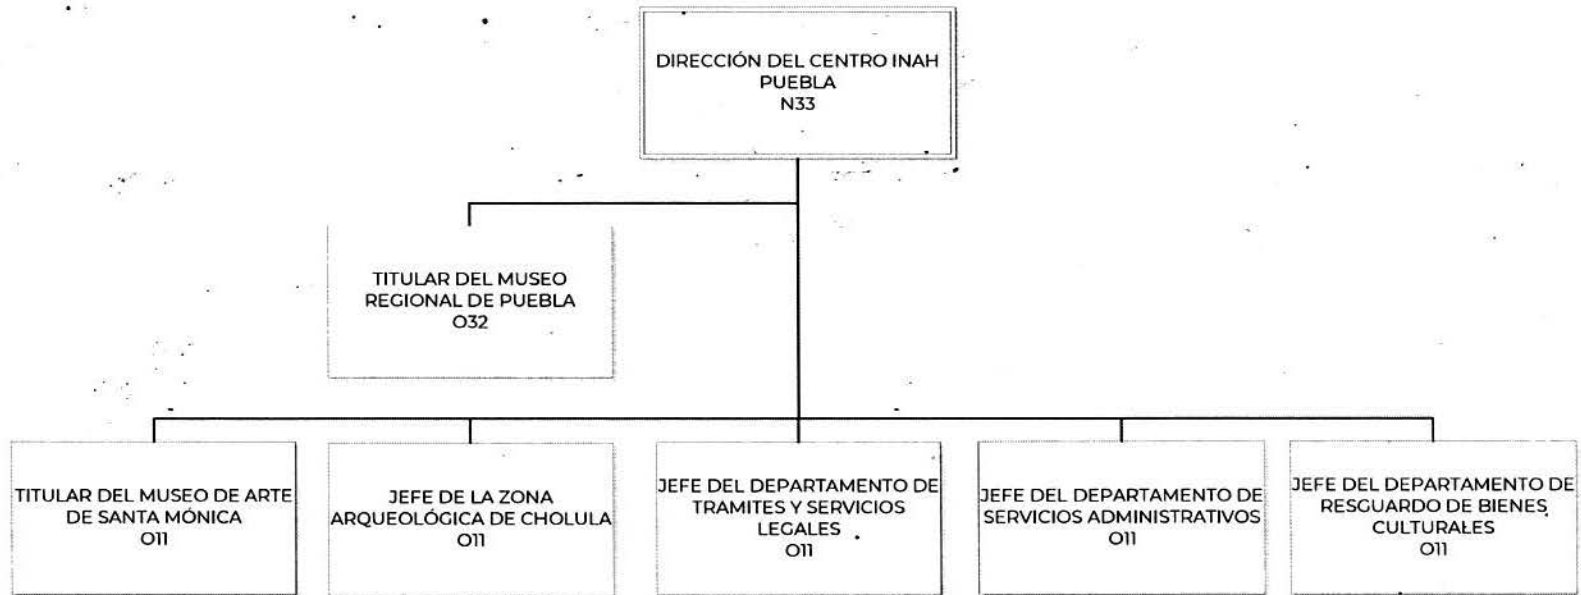 DIRECCIÓN DEL CENTRO INAH
PUEBLA
N33
TITULAR DEL MUSEO
REGIONAL DE PUEBLA
O32
TITULAR DEL MUSEO DE ARTE
DE SANTA MÓNICA
O11
JEFE DE LA ZONA
ARQUEOLÓGICA DE CHOLULA
O11
JEFE DEL DEPARTAMENTO DE
TRAMITES Y SERVICIOS
LEGALES
O11
JEFE DEL DEPARTAMENTO DE
SERVICIOS ADMINISTRATIVOS
O11
JEFE DEL DEPARTAMENTO DE
RESGUARDO DE BIENES
CULTURALES
O11